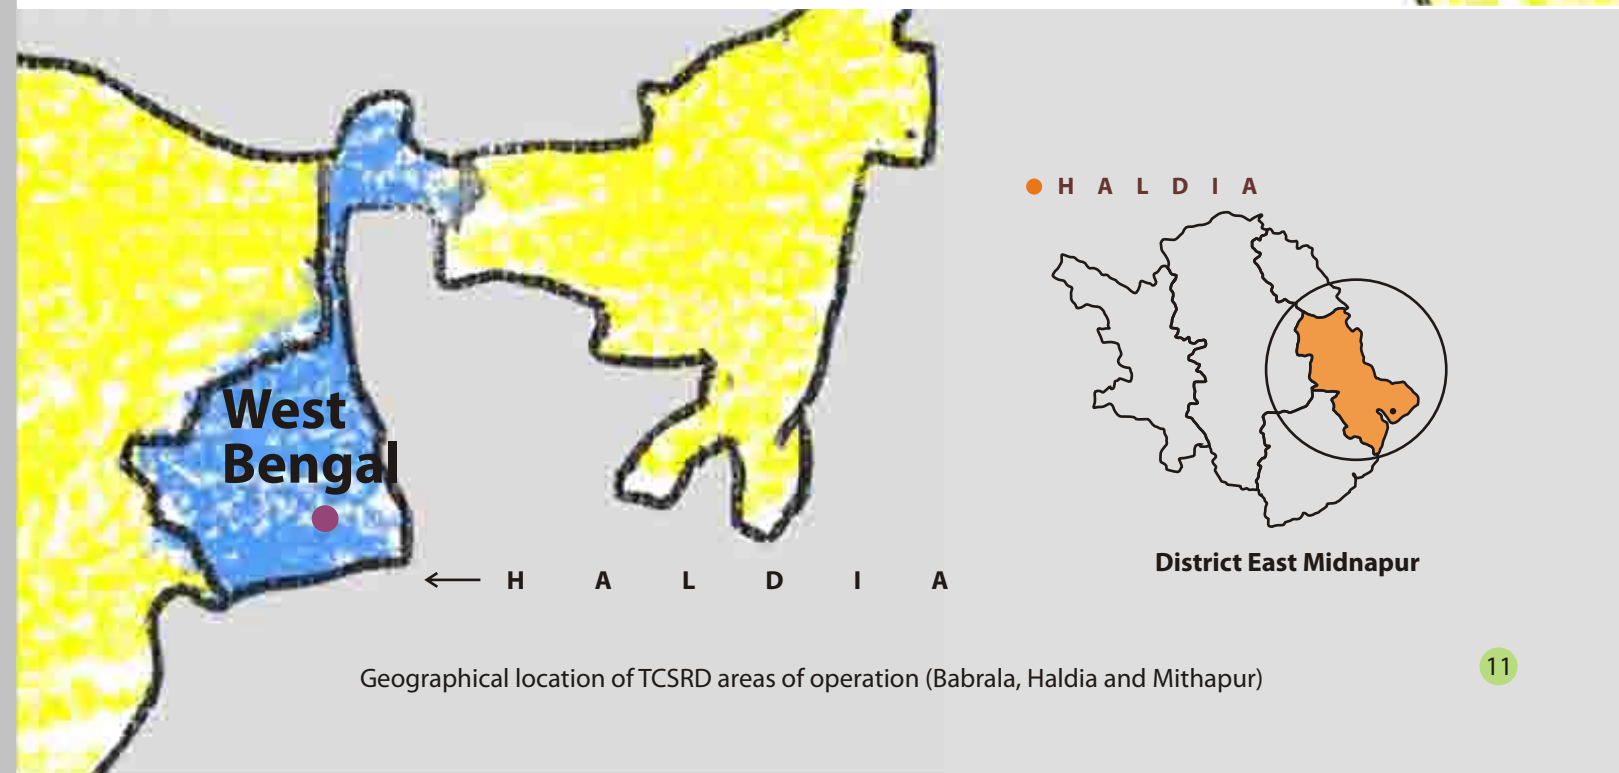 West
Bengal
HALDIA
HALDIA
District East Midnapur
Geographical location of TCSRD areas of operation (Babrala, Haldia and Mithapur)
11